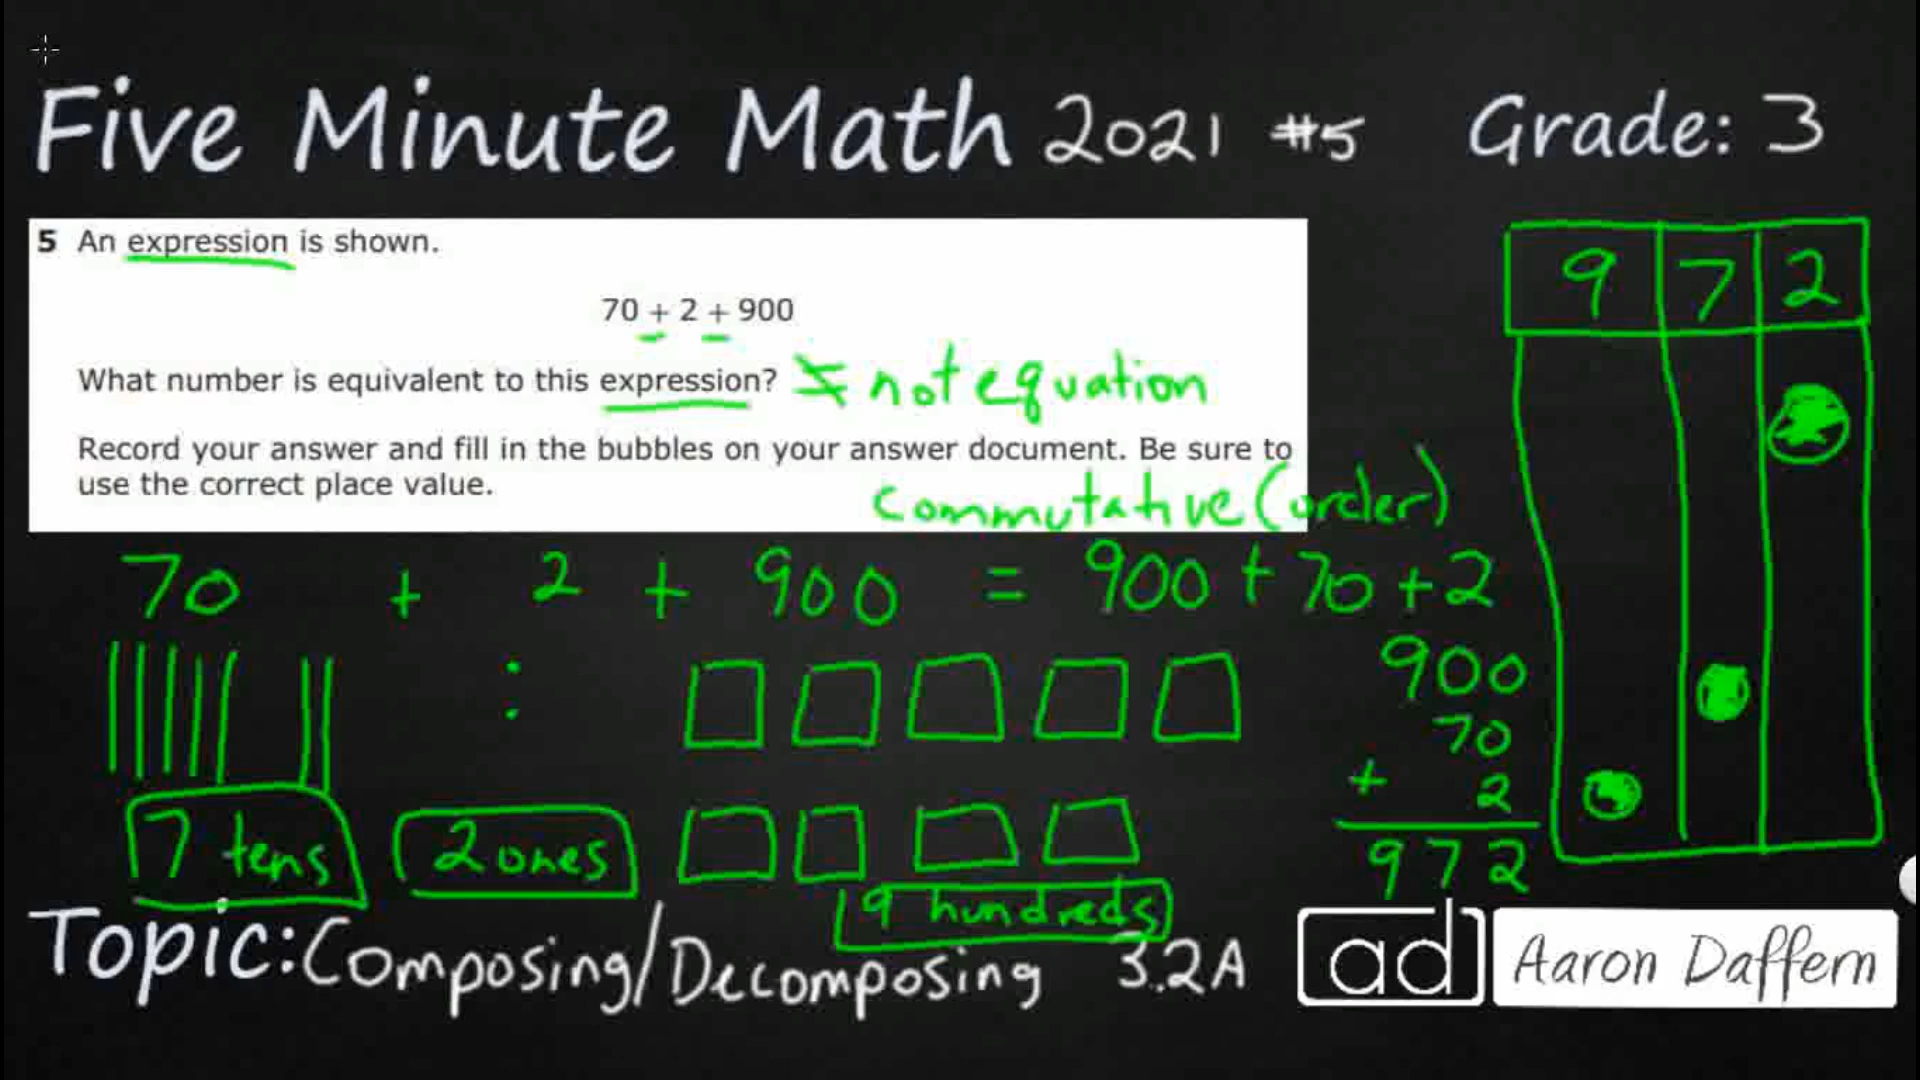 Five Minute Math 2021 #5 Grade: 3
5 An expression is shown.
70 + 2 + 900
What number is equivalent to this expression? ≠ not equation
Record your answer and fill in the bubbles on your answer document. Be sure to
use the correct place value.
commutative (order)
9 7 2
70 + 2 + 900 = 900 + 70 + 2
900
70
+ 2
972
7 tens 2 ones
9 hundreds
Topic: Composing/Decomposing 3.2A
ad Aaron Daffern